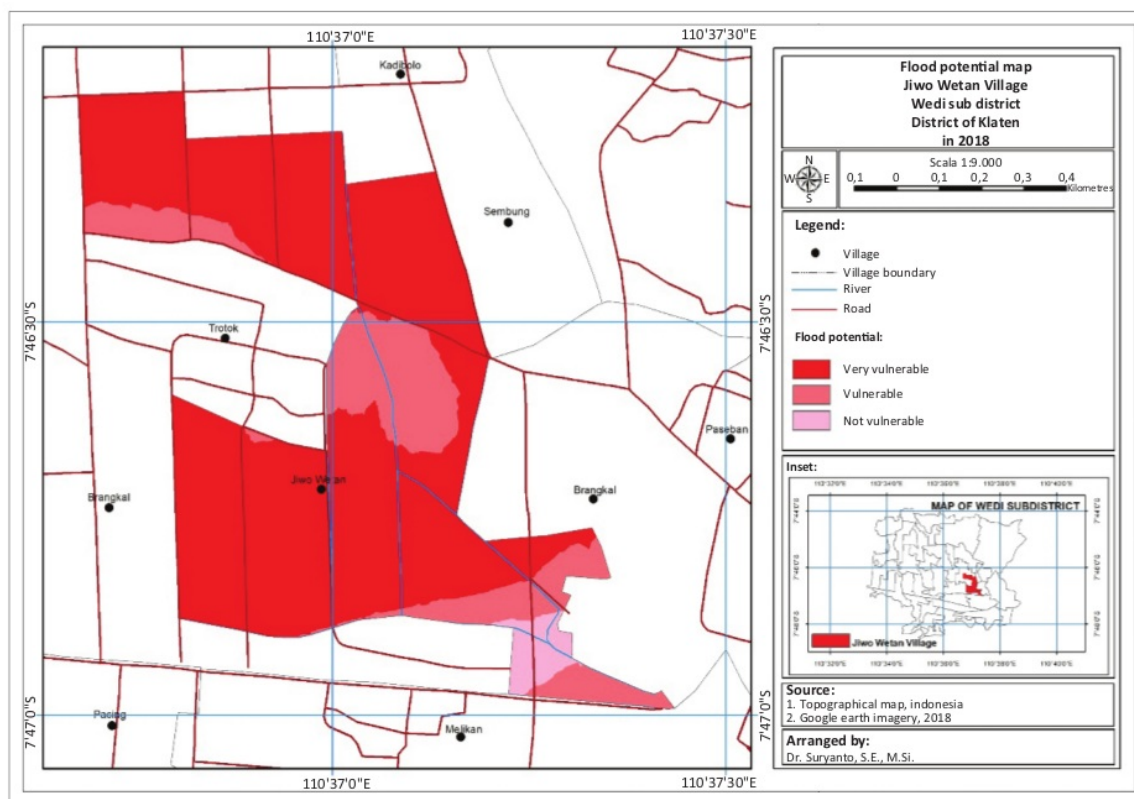 110°37'0"E
110°37'30"E
Kadibolo
Sembung
7°46'30"S
7°46'30"S
Trotok
Paseban
Jiwo Wetan
Brangkal
Brangkal
7°47'0"S
7°47'0"S
Pacing
Melikan
110°37'0"E
110°37'30"E
Flood potential map
Jiwo Wetan Village
Wedi sub district
District of Klaten
in 2018
Scala 1:9.000
N
W E
S
0,1 0 0,1 0,2 0,3 0,4
Kilometres
Legend:
Village
Village boundary
River
Road
Flood potential:
Very vulnerable
Vulnerable
Not vulnerable
Inset:
MAP OF WEDI SUBDISTRICT
Jiwo Wetan Village
Source:
1. Topographical map, indonesia
2. Google earth imagery, 2018
Arranged by:
Dr. Suryanto, S.E., M.Si.